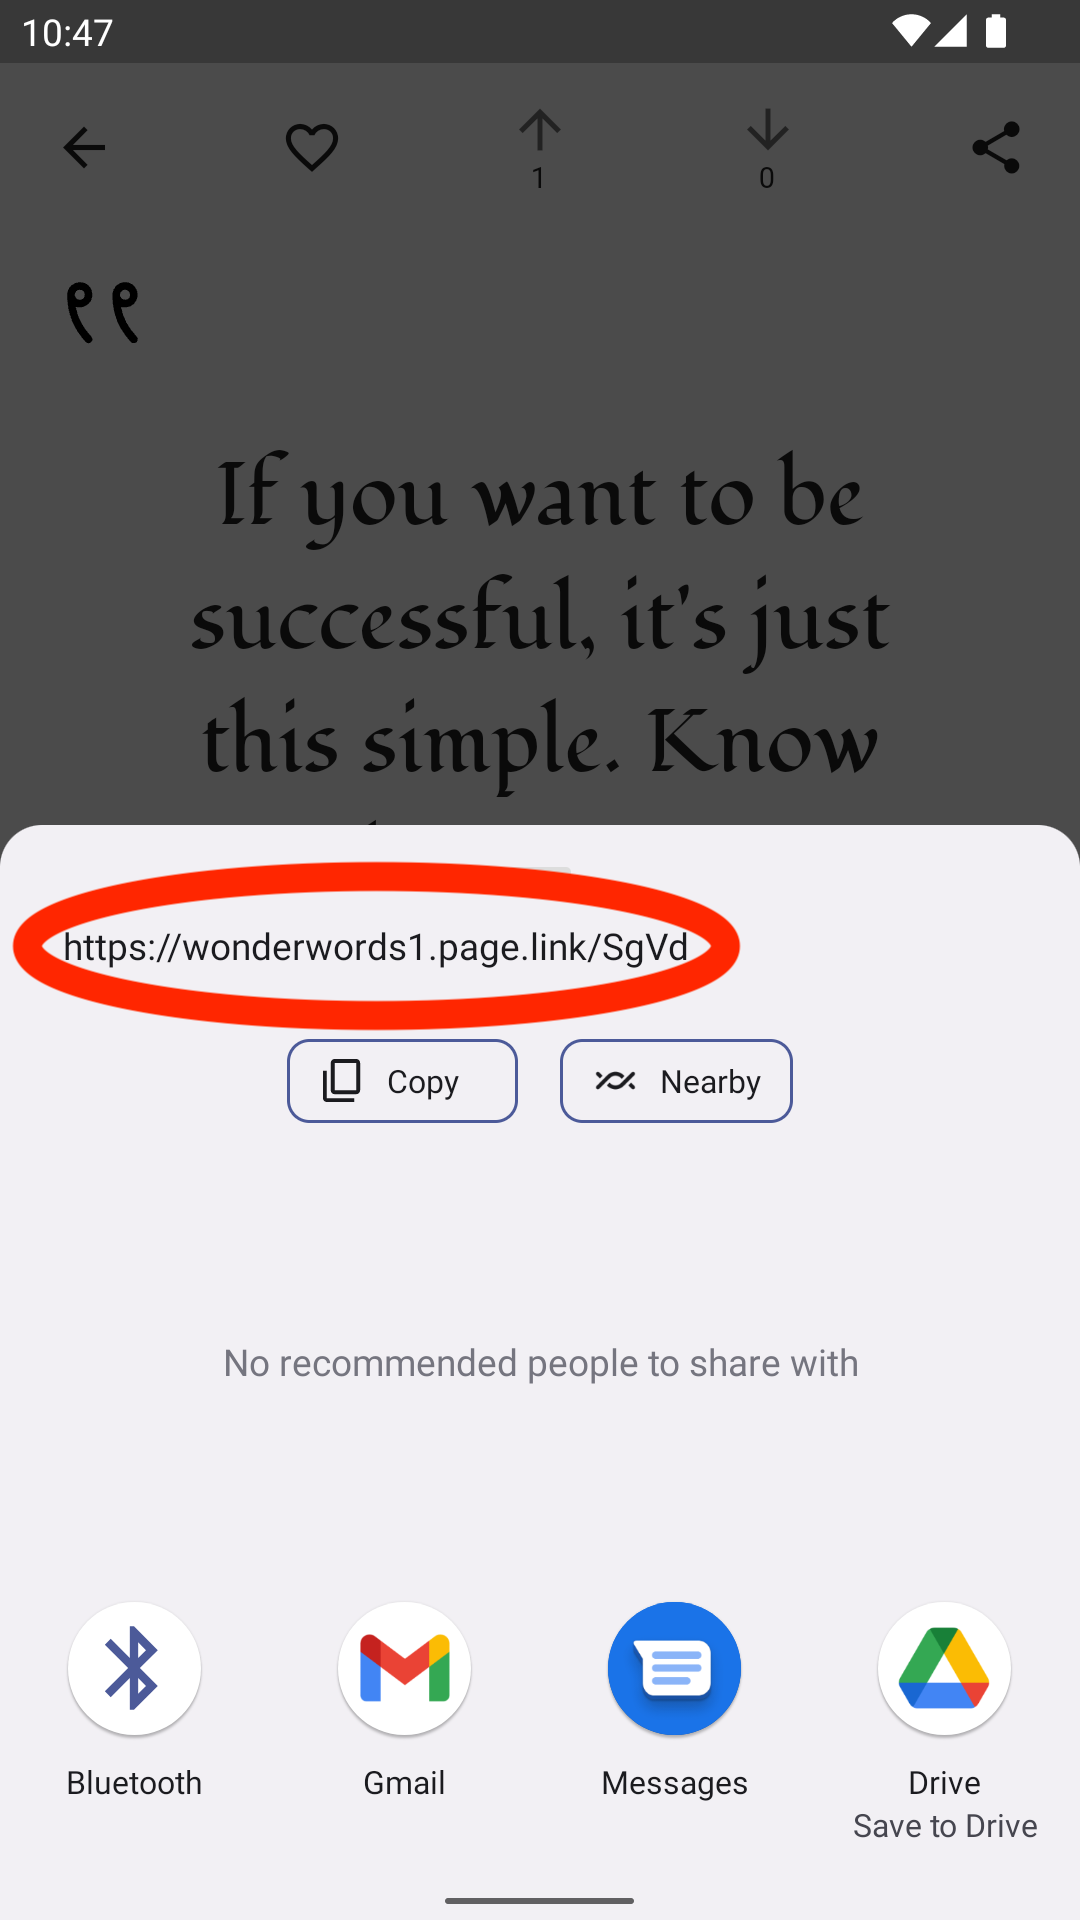 10:47
1
0
If you want to be
successful, it's just
this simple. Know
https://wonderwords1.page.link/SgVd
Copy
Nearby
No recommended people to share with
Bluetooth
Gmail
Messages
Drive
Save to Drive